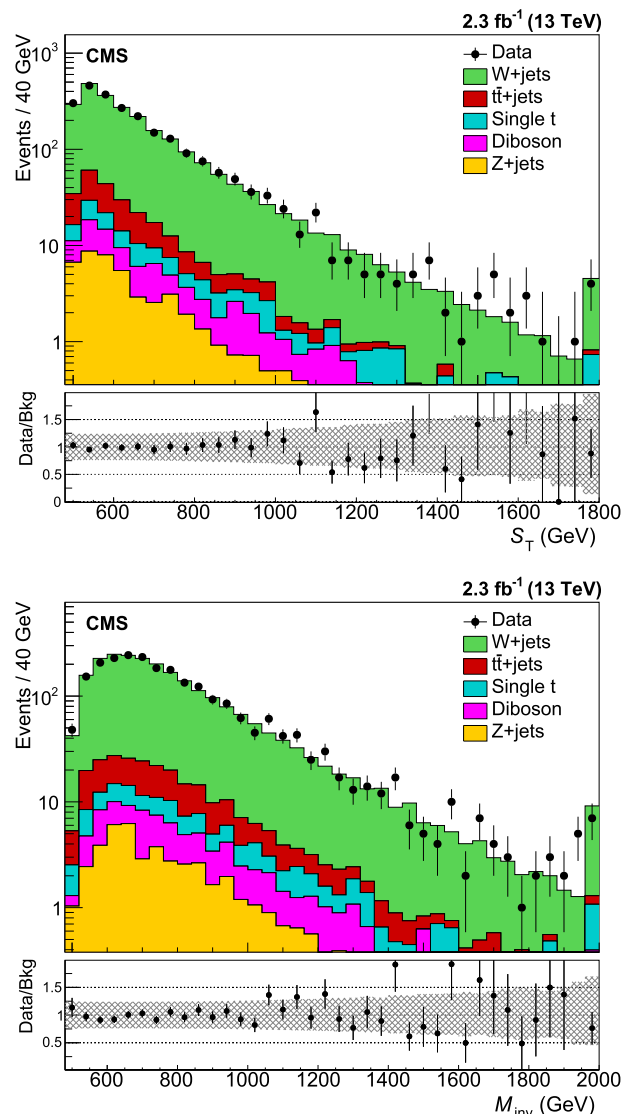 2.3 fb⁻¹ (13 TeV)
CMS
Data
W+jets
tt̄+jets
Single t
Diboson
Z+jets
Events / 40 GeV
10³
10²
10
1
Data/Bkg
1.5
1
0.5
0
600 800 1000 1200 1400 1600 1800
S_T (GeV)
2.3 fb⁻¹ (13 TeV)
CMS
Data
W+jets
tt̄+jets
Single t
Diboson
Z+jets
Events / 40 GeV
10²
10
1
Data/Bkg
1.5
1
0.5
600 800 1000 1200 1400 1600 1800 2000
M_inv (GeV)